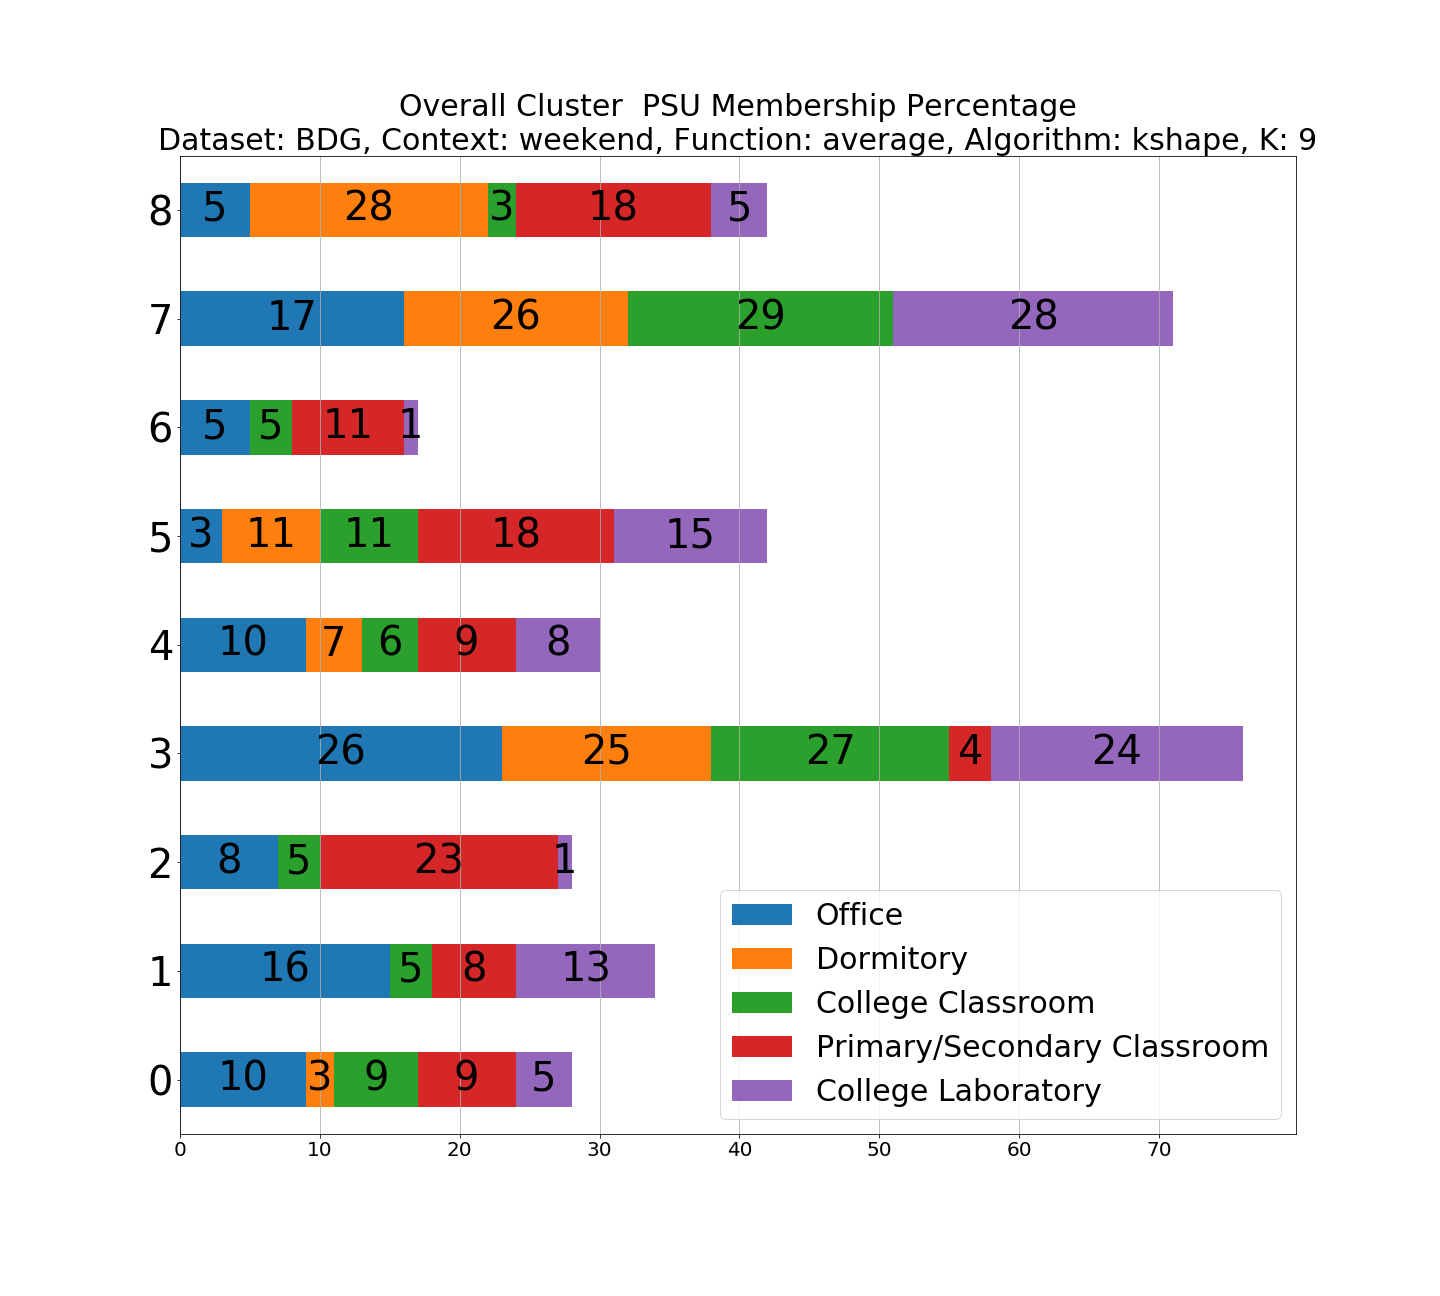 Overall Cluster  PSU Membership Percentage
Dataset: BDG, Context: weekend, Function: average, Algorithm: kshape, K: 9
8 5 28 3 18 5
7 17 26 29 28
6 5 5 11 1
5 3 11 11 18 15
4 10 7 6 9 8
3 26 25 27 4 24
2 8 5 23 1
1 16 5 8 13
0 10 3 9 9 5
Office
Dormitory
College Classroom
Primary/Secondary Classroom
College Laboratory
0 10 20 30 40 50 60 70